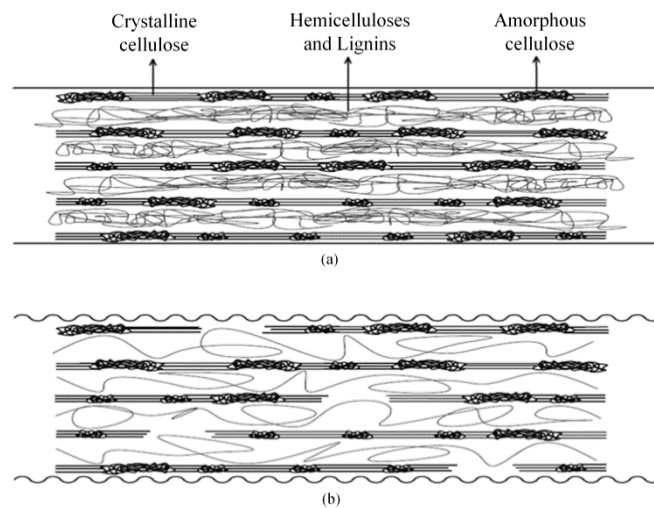 Crystalline
cellulose
Hemicelluloses
and Lignins
Amorphous
cellulose
(a)
(b)